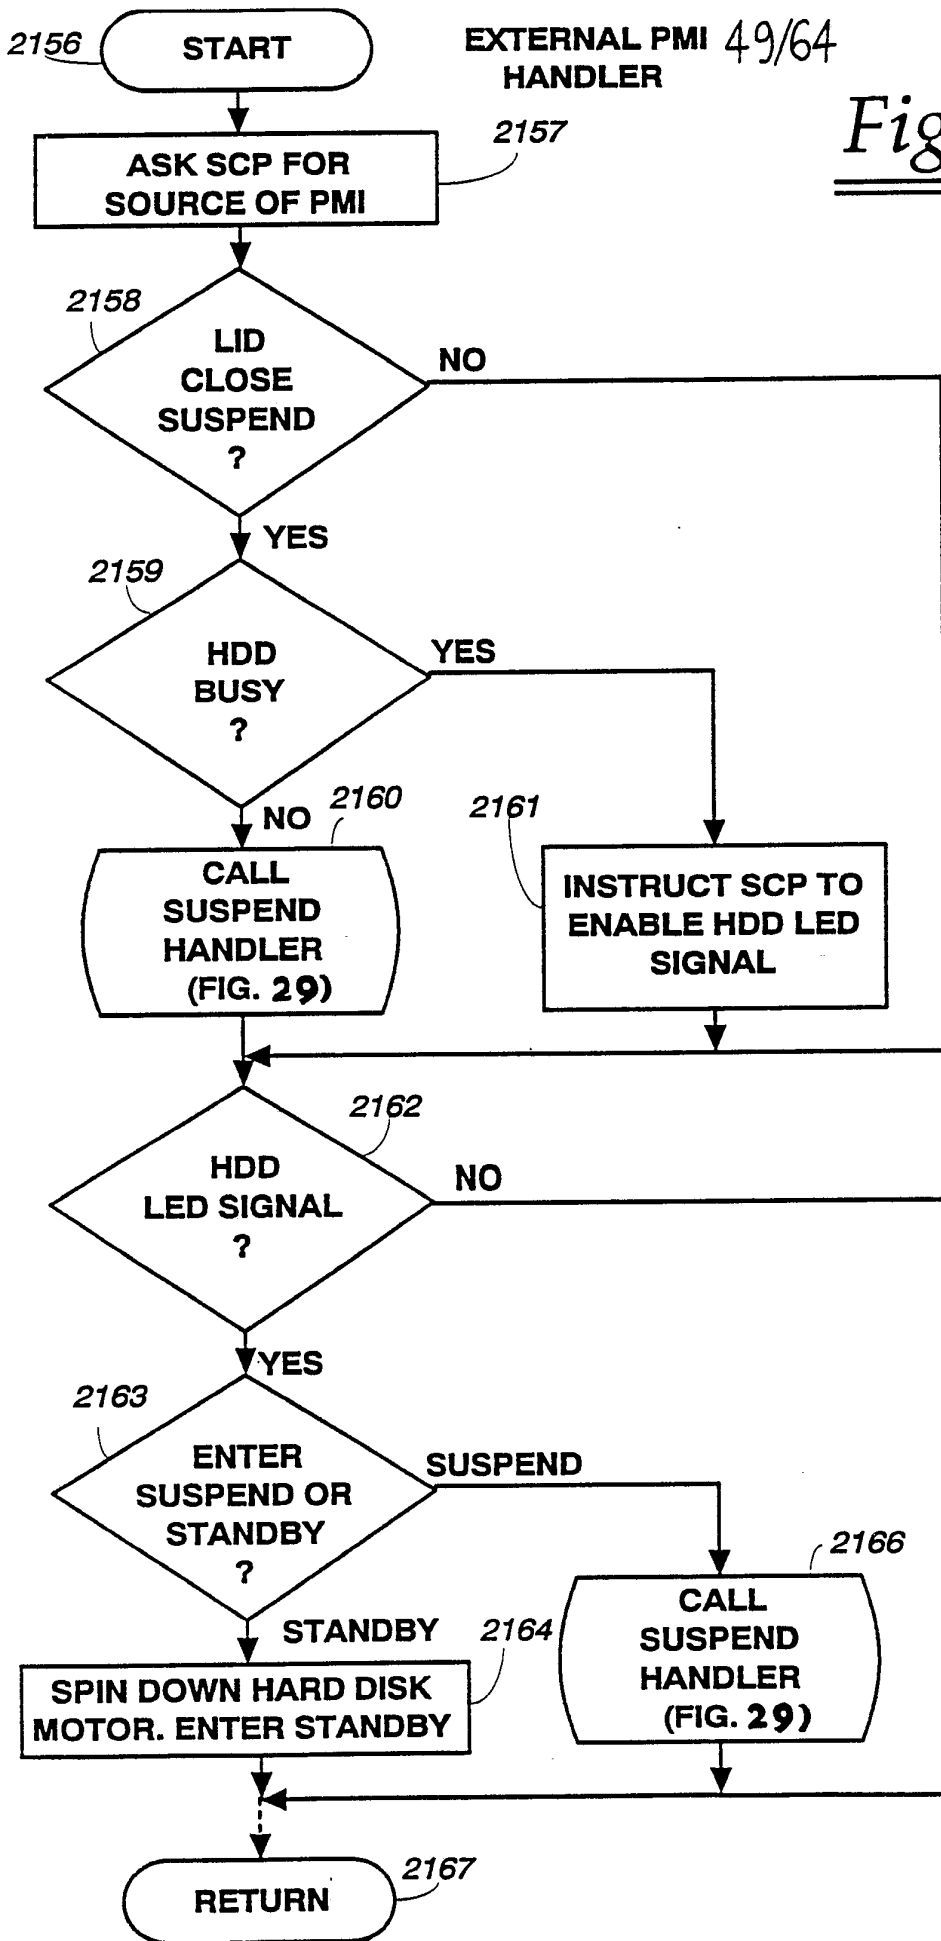 2156
START
EXTERNAL PMI
HANDLER
49/64
Fig
2157
ASK SCP FOR
SOURCE OF PMI
2158
LID
CLOSE
SUSPEND
?
NO
YES
2159
HDD
BUSY
?
YES
NO
2160
CALL
SUSPEND
HANDLER
(FIG. 29)
2161
INSTRUCT SCP TO
ENABLE HDD LED
SIGNAL
2162
HDD
LED SIGNAL
?
NO
YES
2163
ENTER
SUSPEND OR
STANDBY
?
SUSPEND
STANDBY
2164
SPIN DOWN HARD DISK
MOTOR. ENTER STANDBY
2166
CALL
SUSPEND
HANDLER
(FIG. 29)
RETURN
2167